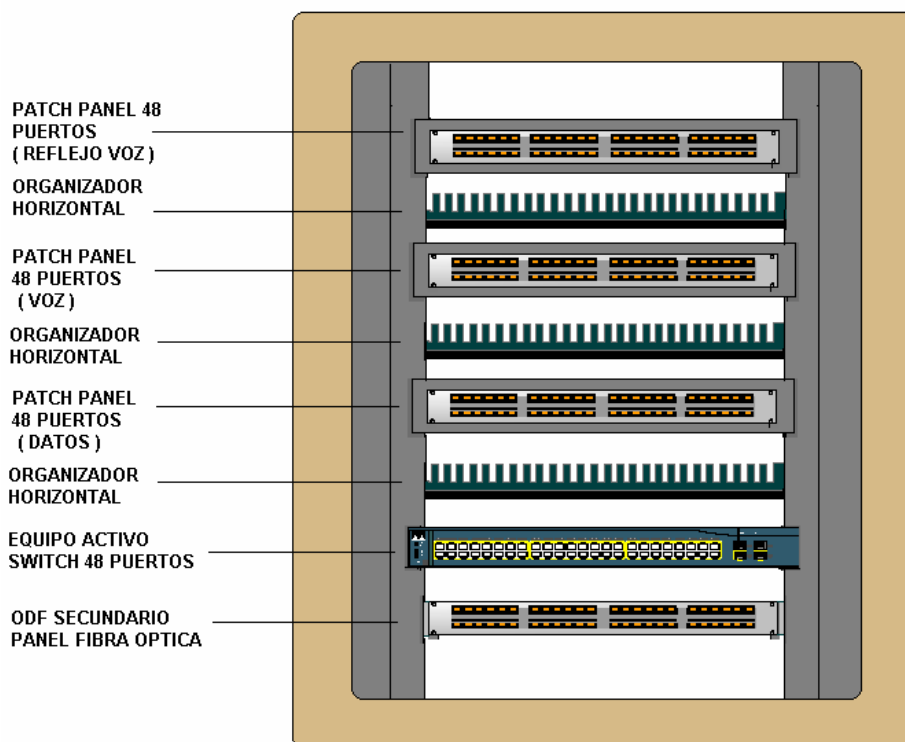 PATCH PANEL 48
PUERTOS
( REFLEJO VOZ )
ORGANIZADOR
HORIZONTAL
PATCH PANEL
48 PUERTOS
( VOZ )
ORGANIZADOR
HORIZONTAL
PATCH PANEL
48 PUERTOS
( DATOS )
ORGANIZADOR
HORIZONTAL
EQUIPO ACTIVO
SWITCH 48 PUERTOS
ODF SECUNDARIO
PANEL FIBRA OPTICA